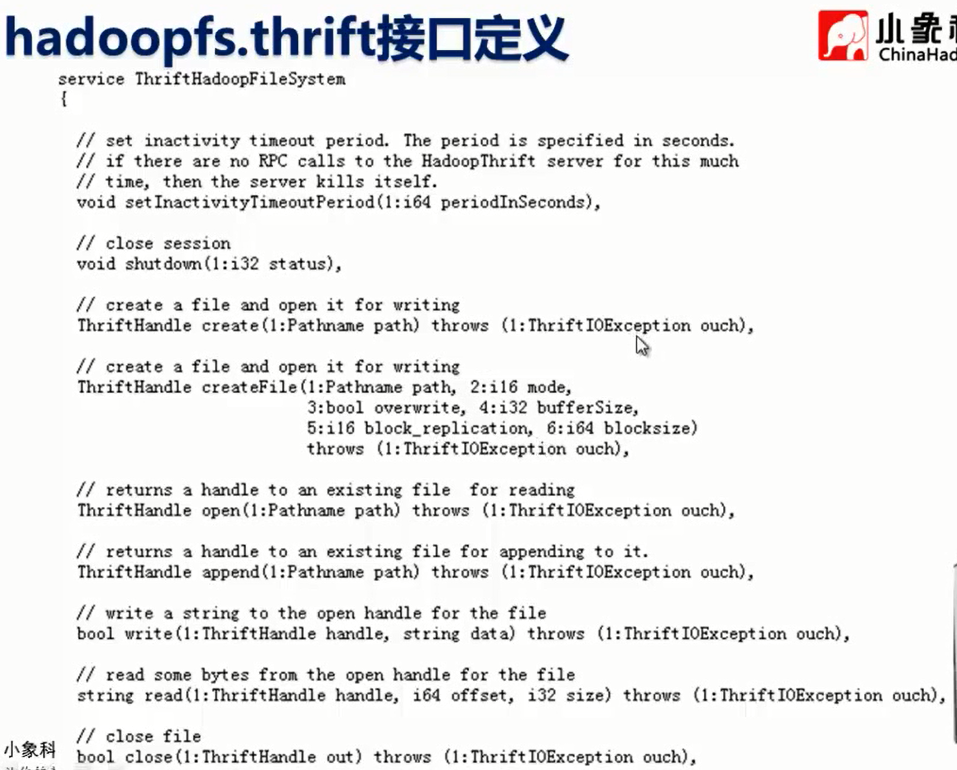 hadoopfs.thrift接口定义
小象科
ChinaHad
service ThriftHadoopFileSystem
{
// set inactivity timeout period. The period is specified in seconds.
// if there are no RPC calls to the HadoopThrift server for this much
// time, then the server kills itself.
void setInactivityTimeoutPeriod(1:i64 periodInSeconds),
// close session
void shutdown(1:i32 status),
// create a file and open it for writing
ThriftHandle create(1:Pathname path) throws (1:ThriftIOException ouch),
// create a file and open it for writing
ThriftHandle createFile(1:Pathname path, 2:i16 mode,
3:bool overwrite, 4:i32 bufferSize,
5:i16 block_replication, 6:i64 blocksize)
throws (1:ThriftIOException ouch),
// returns a handle to an existing file  for reading
ThriftHandle open(1:Pathname path) throws (1:ThriftIOException ouch),
// returns a handle to an existing file for appending to it.
ThriftHandle append(1:Pathname path) throws (1:ThriftIOException ouch),
// write a string to the open handle for the file
bool write(1:ThriftHandle handle, string data) throws (1:ThriftIOException ouch),
// read some bytes from the open handle for the file
string read(1:ThriftHandle handle, i64 offset, i32 size) throws (1:ThriftIOException ouch),
// close file
bool close(1:ThriftHandle out) throws (1:ThriftIOException ouch),
小象科